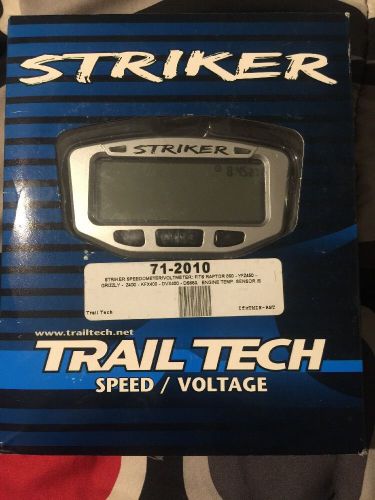 STRIKER
STRIKER
71-2010
STRIKER SPEEDOMETER/VOLTMETER: FITS RAPTOR 660 - YFZ450 -
GRIZZLY - Z400 - KFX400 - DVX400 - DS650. ENGINE TEMP. SENSOR IS
Trail Tech
www.trailtech.net
TRAIL TECH
SPEED / VOLTAGE